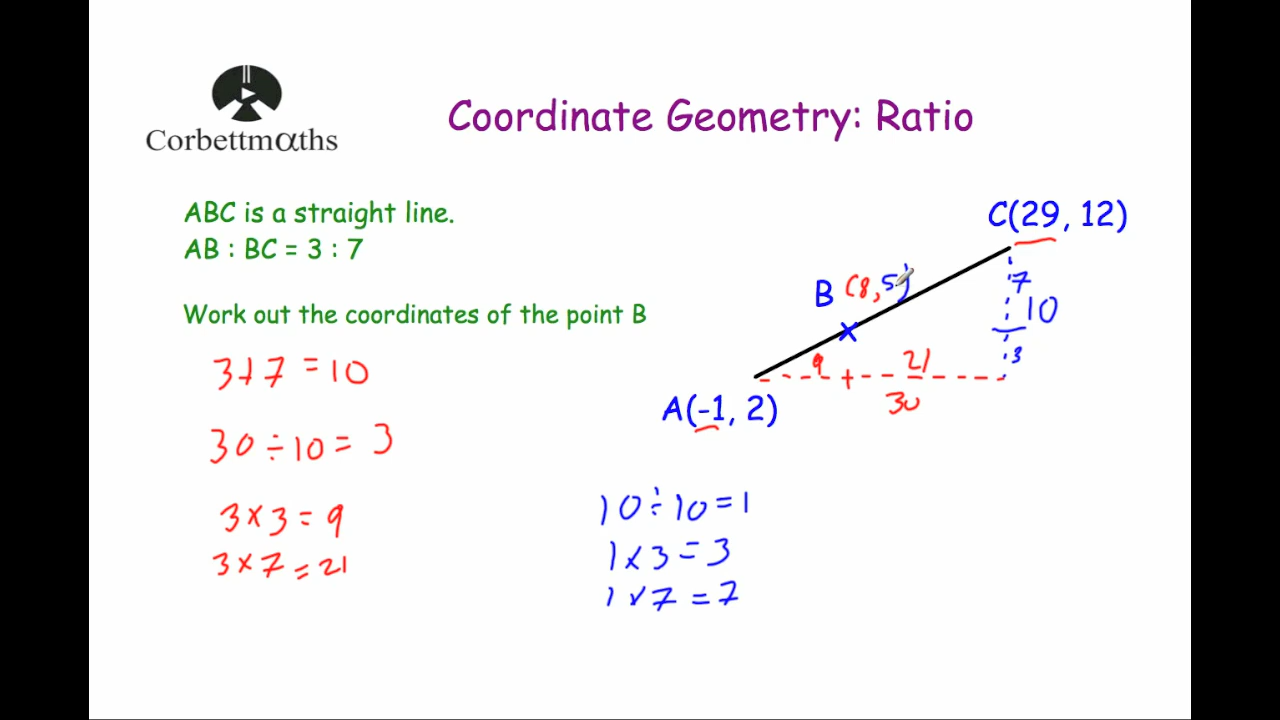 Corbettmαths
Coordinate Geometry: Ratio
ABC is a straight line.
AB : BC = 3 : 7
Work out the coordinates of the point B
3+7 = 10
30 ÷ 10 = 3
3 × 3 = 9
3 × 7 = 21
10 ÷ 10 = 1
1 × 3 = 3
1 × 7 = 7
C(29, 12)
B (8, 5)
7
10
3
9
21
30
A(-1, 2)